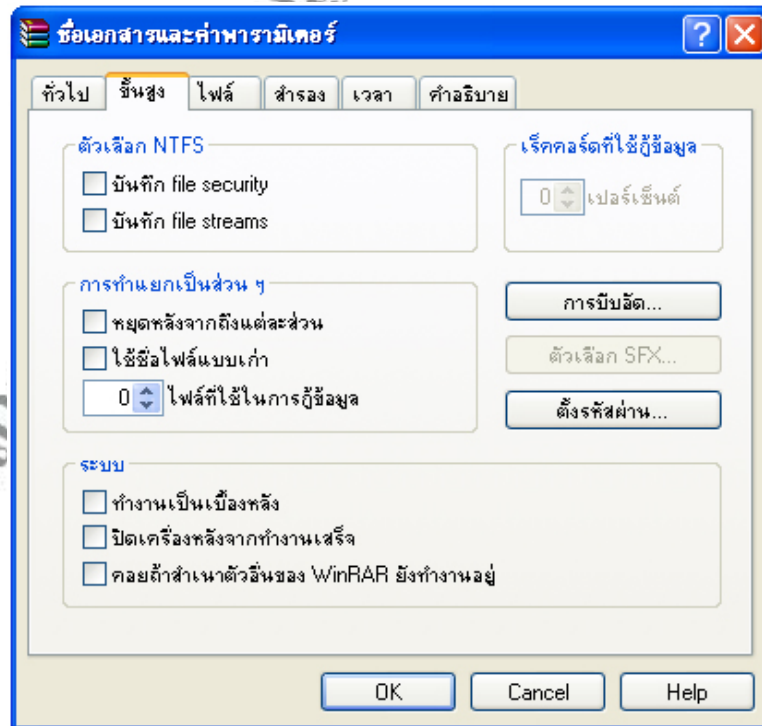 ชื่อเอกสารและค่าพารามิเตอร์
ทั่วไป ขั้นสูง ไฟล์ สำรอง เวลา คำอธิบาย
ตัวเลือก NTFS
บันทึก file security
บันทึก file streams
เร็คคอร์ดที่ใช้กู้ข้อมูล
0 เปอร์เซ็นต์
การทำแยกเป็นส่วน ๆ
หยุดหลังจากถึงแต่ละส่วน
ใช้ชื่อไฟล์แบบเก่า
0 ไฟล์ที่ใช้ในการกู้ข้อมูล
การบีบอัด...
ตัวเลือก SFX...
ตั้งรหัสผ่าน...
ระบบ
ทำงานเป็นเบื้องหลัง
ปิดเครื่องหลังจากทำงานเสร็จ
คอยถ้าสำเนาตัวอื่นของ WinRAR ยังทำงานอยู่
OK Cancel Help